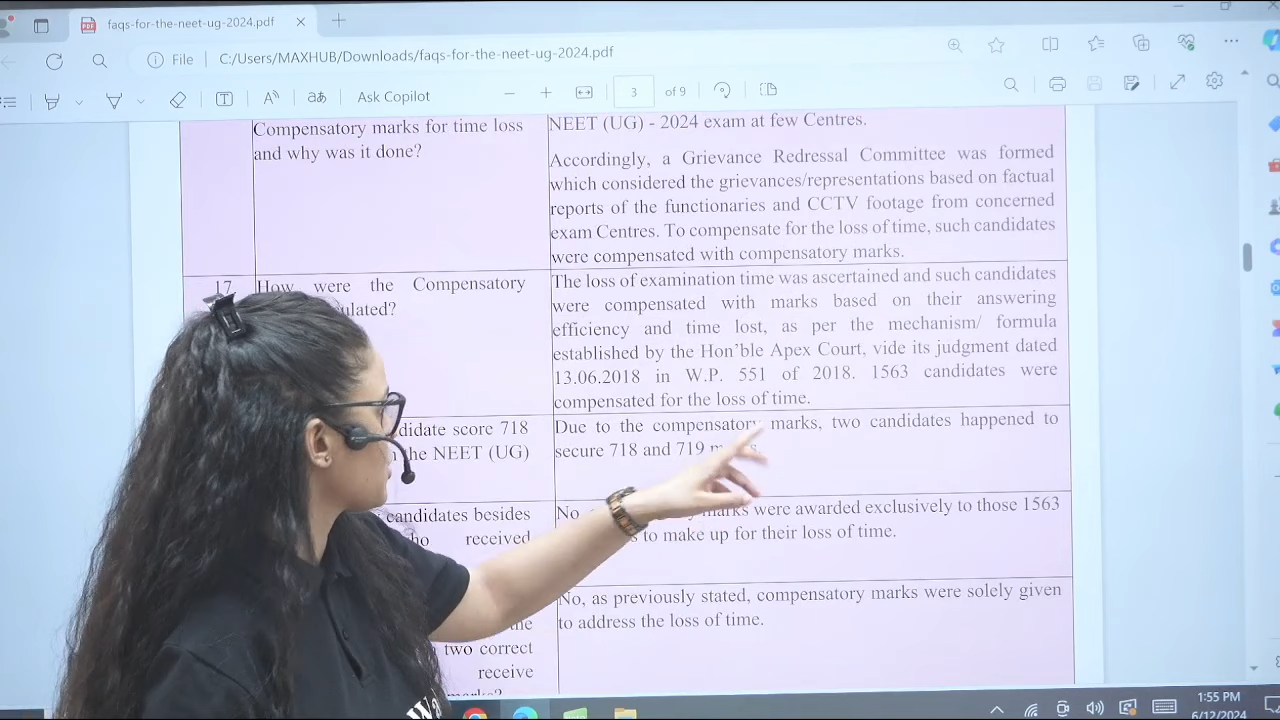 faqs-for-the-neet-ug-2024.pdf
File
C:/Users/MAXHUB/Downloads/faqs-for-the-neet-ug-2024.pdf
Ask Copilot
3 of 9
Compensatory marks for time loss
and why was it done?
NEET (UG) - 2024 exam at few Centres.
Accordingly, a Grievance Redressal Committee was formed
which considered the grievances/representations based on factual
reports of the functionaries and CCTV footage from concerned
exam Centres. To compensate for the loss of time, such candidates
were compensated with compensatory marks.
17
How were the Compensatory
The loss of examination time was ascertained and such candidates
were compensated with marks based on their answering
efficiency and time lost, as per the mechanism/ formula
established by the Hon'ble Apex Court, vide its judgment dated
13.06.2018 in W.P. 551 of 2018. 1563 candidates were
compensated for the loss of time.
score 718
the NEET (UG)
Due to the compensatory marks, two candidates happened to
secure 718 and 719
candidates besides
received
No
marks were awarded exclusively to those 1563
to make up for their loss of time.
two correct
receive
No, as previously stated, compensatory marks were solely given
to address the loss of time.
1:55 PM
6/12/2024